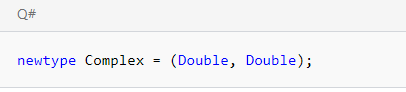 Q#
newtype Complex = (Double, Double);